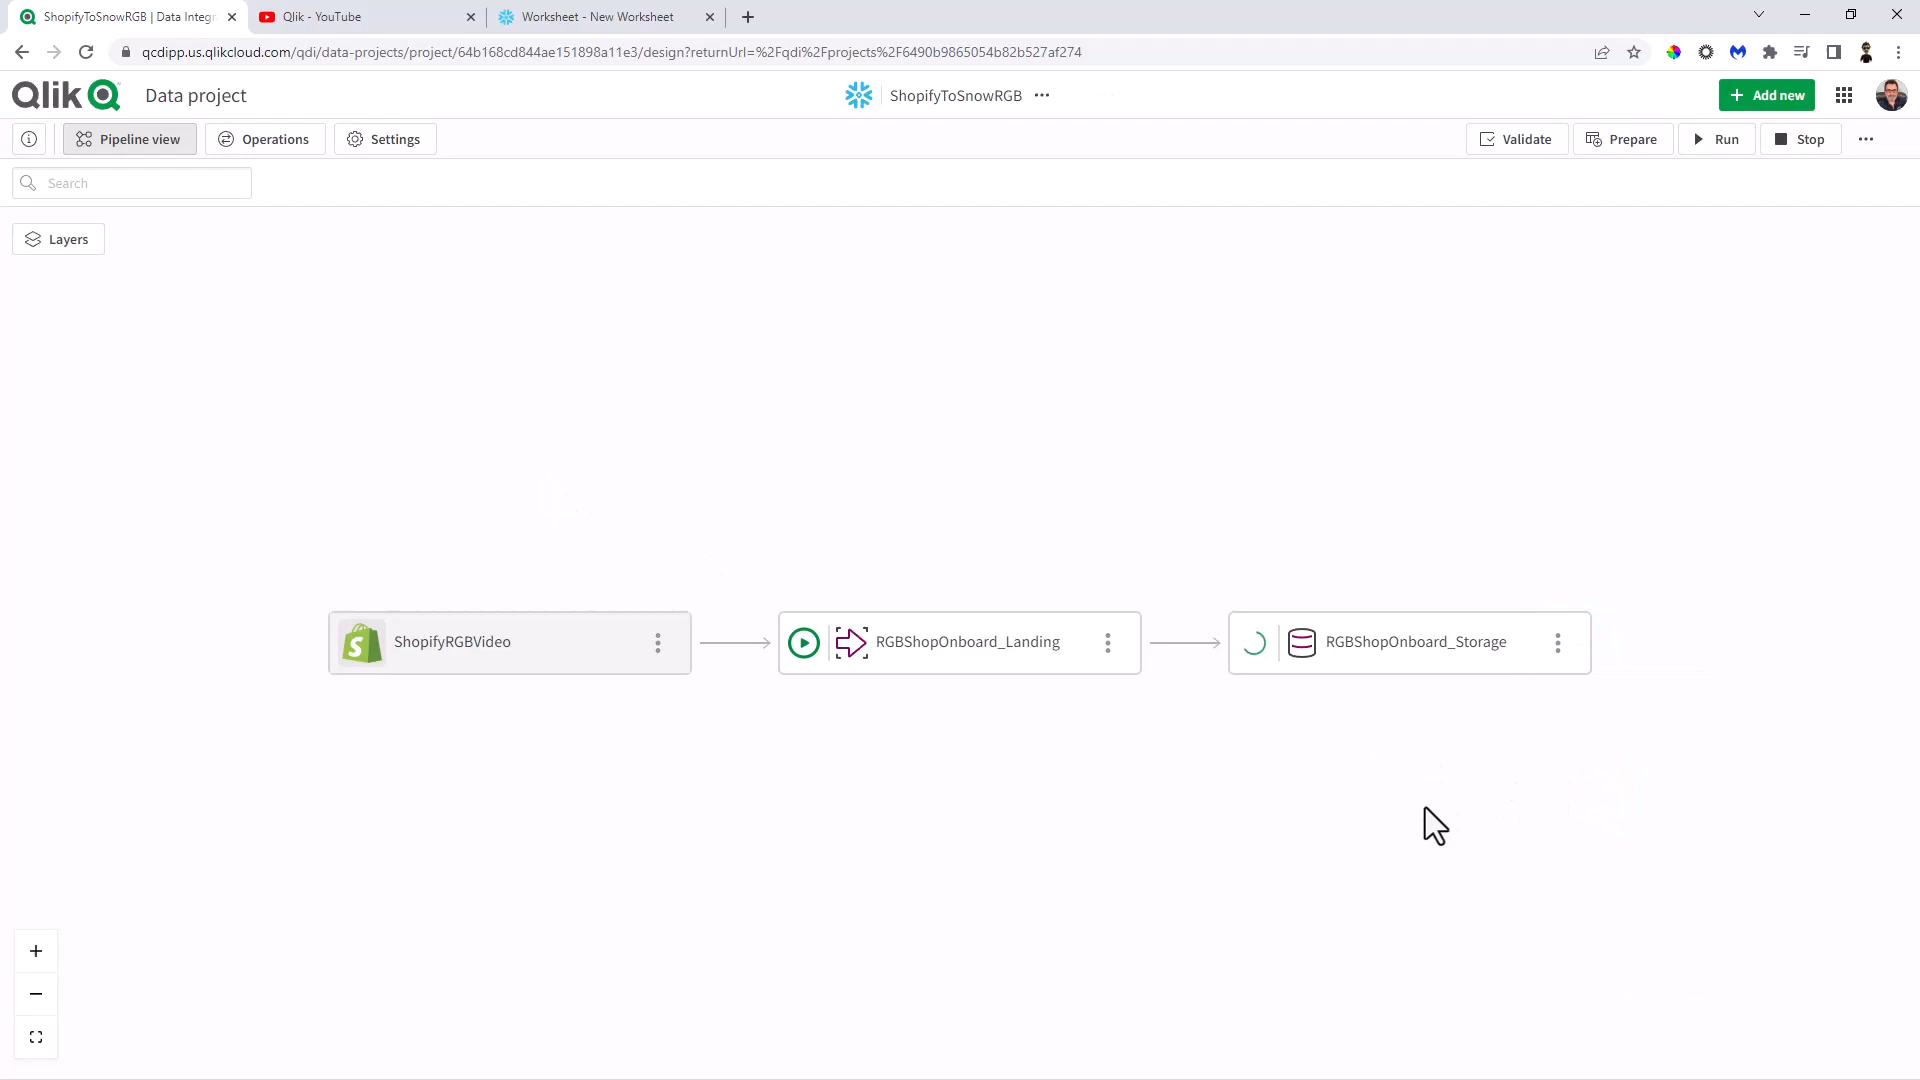 ShopifyToSnowRGB | Data Integr
Qlik - YouTube
Worksheet - New Worksheet
qcdipp.us.qlikcloud.com/qdi/data-projects/project/64b168cd844ae151898a11e3/design?returnUrl=%2Fqdi%2Fprojects%2F6490b9865054b82b527af274
Qlik
Data project
ShopifyToSnowRGB
Add new
Pipeline view
Operations
Settings
Validate
Prepare
Run
Stop
Search
Layers
ShopifyRGBVideo
RGBShopOnboard_Landing
RGBShopOnboard_Storage